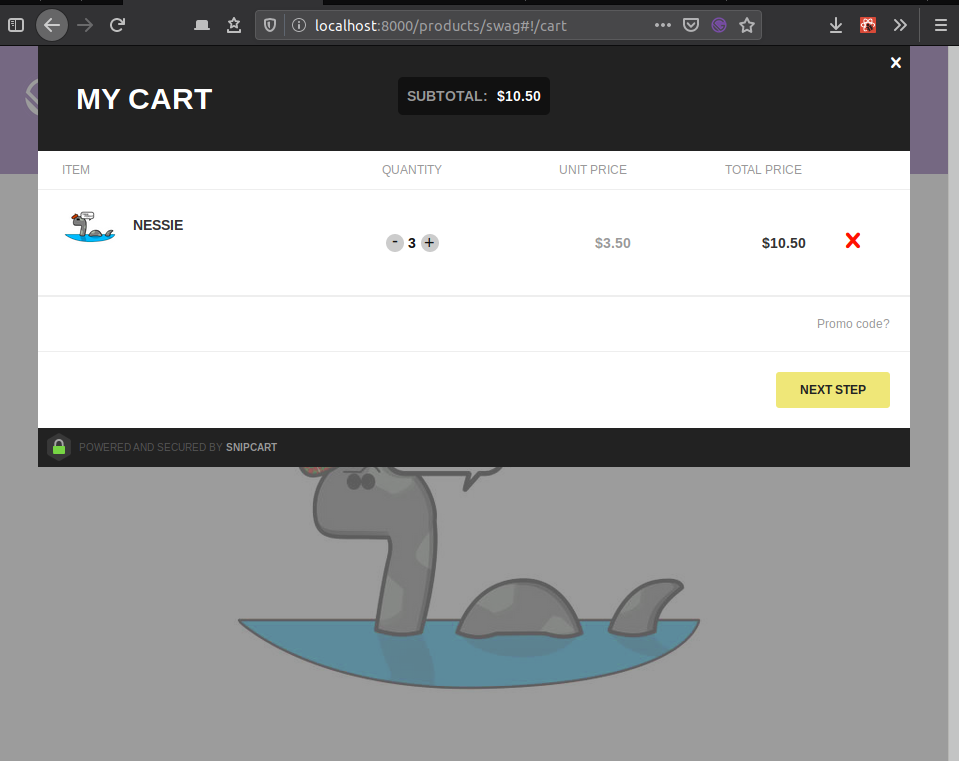 localhost:8000/products/swag#!/cart
MY CART
SUBTOTAL: $10.50
ITEM QUANTITY UNIT PRICE TOTAL PRICE
NESSIE
- 3 + $3.50 $10.50
Promo code?
NEXT STEP
POWERED AND SECURED BY SNIPCART